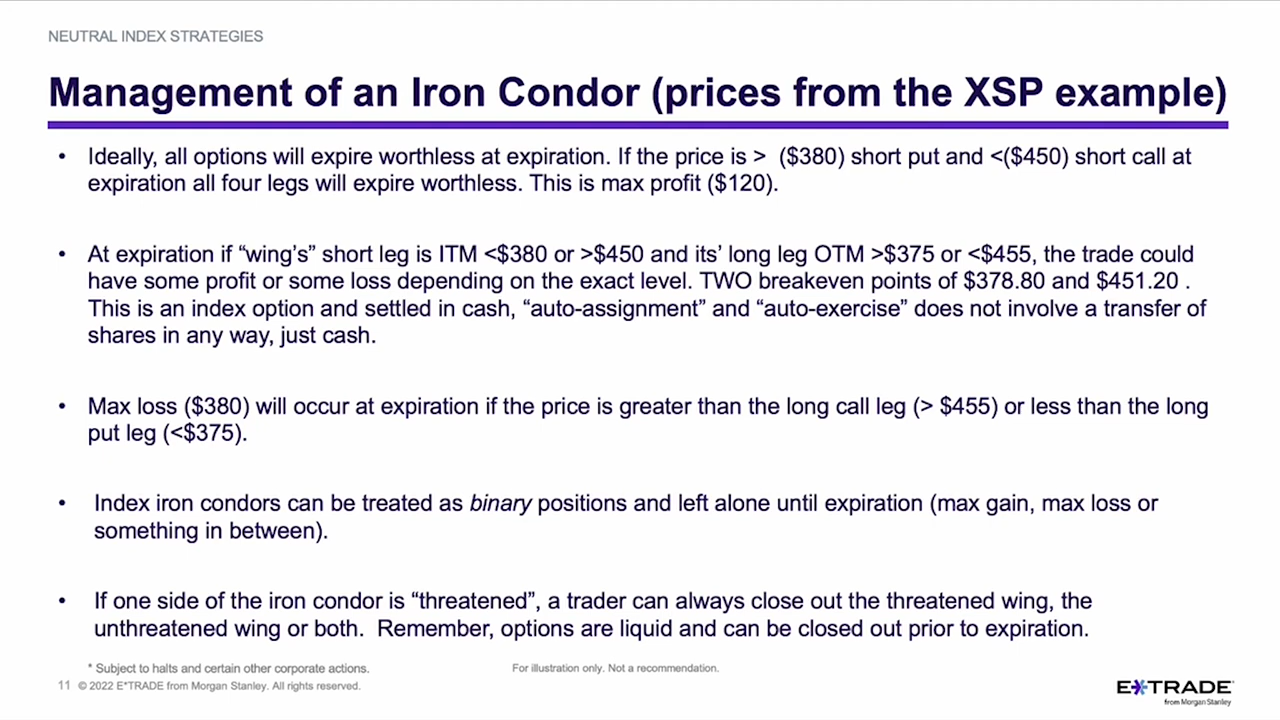 NEUTRAL INDEX STRATEGIES
Management of an Iron Condor (prices from the XSP example)
• Ideally, all options will expire worthless at expiration. If the price is > ($380) short put and <($450) short call at
expiration all four legs will expire worthless. This is max profit ($120).
• At expiration if “wing’s” short leg is ITM <$380 or >$450 and its’ long leg OTM >$375 or <$455, the trade could
have some profit or some loss depending on the exact level. TWO breakeven points of $378.80 and $451.20 .
This is an index option and settled in cash, “auto-assignment” and “auto-exercise” does not involve a transfer of
shares in any way, just cash.
• Max loss ($380) will occur at expiration if the price is greater than the long call leg (> $455) or less than the long
put leg (<$375).
• Index iron condors can be treated as binary positions and left alone until expiration (max gain, max loss or
something in between).
• If one side of the iron condor is “threatened”, a trader can always close out the threatened wing, the
unthreatened wing or both. Remember, options are liquid and can be closed out prior to expiration.
* Subject to halts and certain other corporate actions.
For illustration only. Not a recommendation.
11 © 2022 E*TRADE from Morgan Stanley. All rights reserved.
E*TRADE
from Morgan Stanley